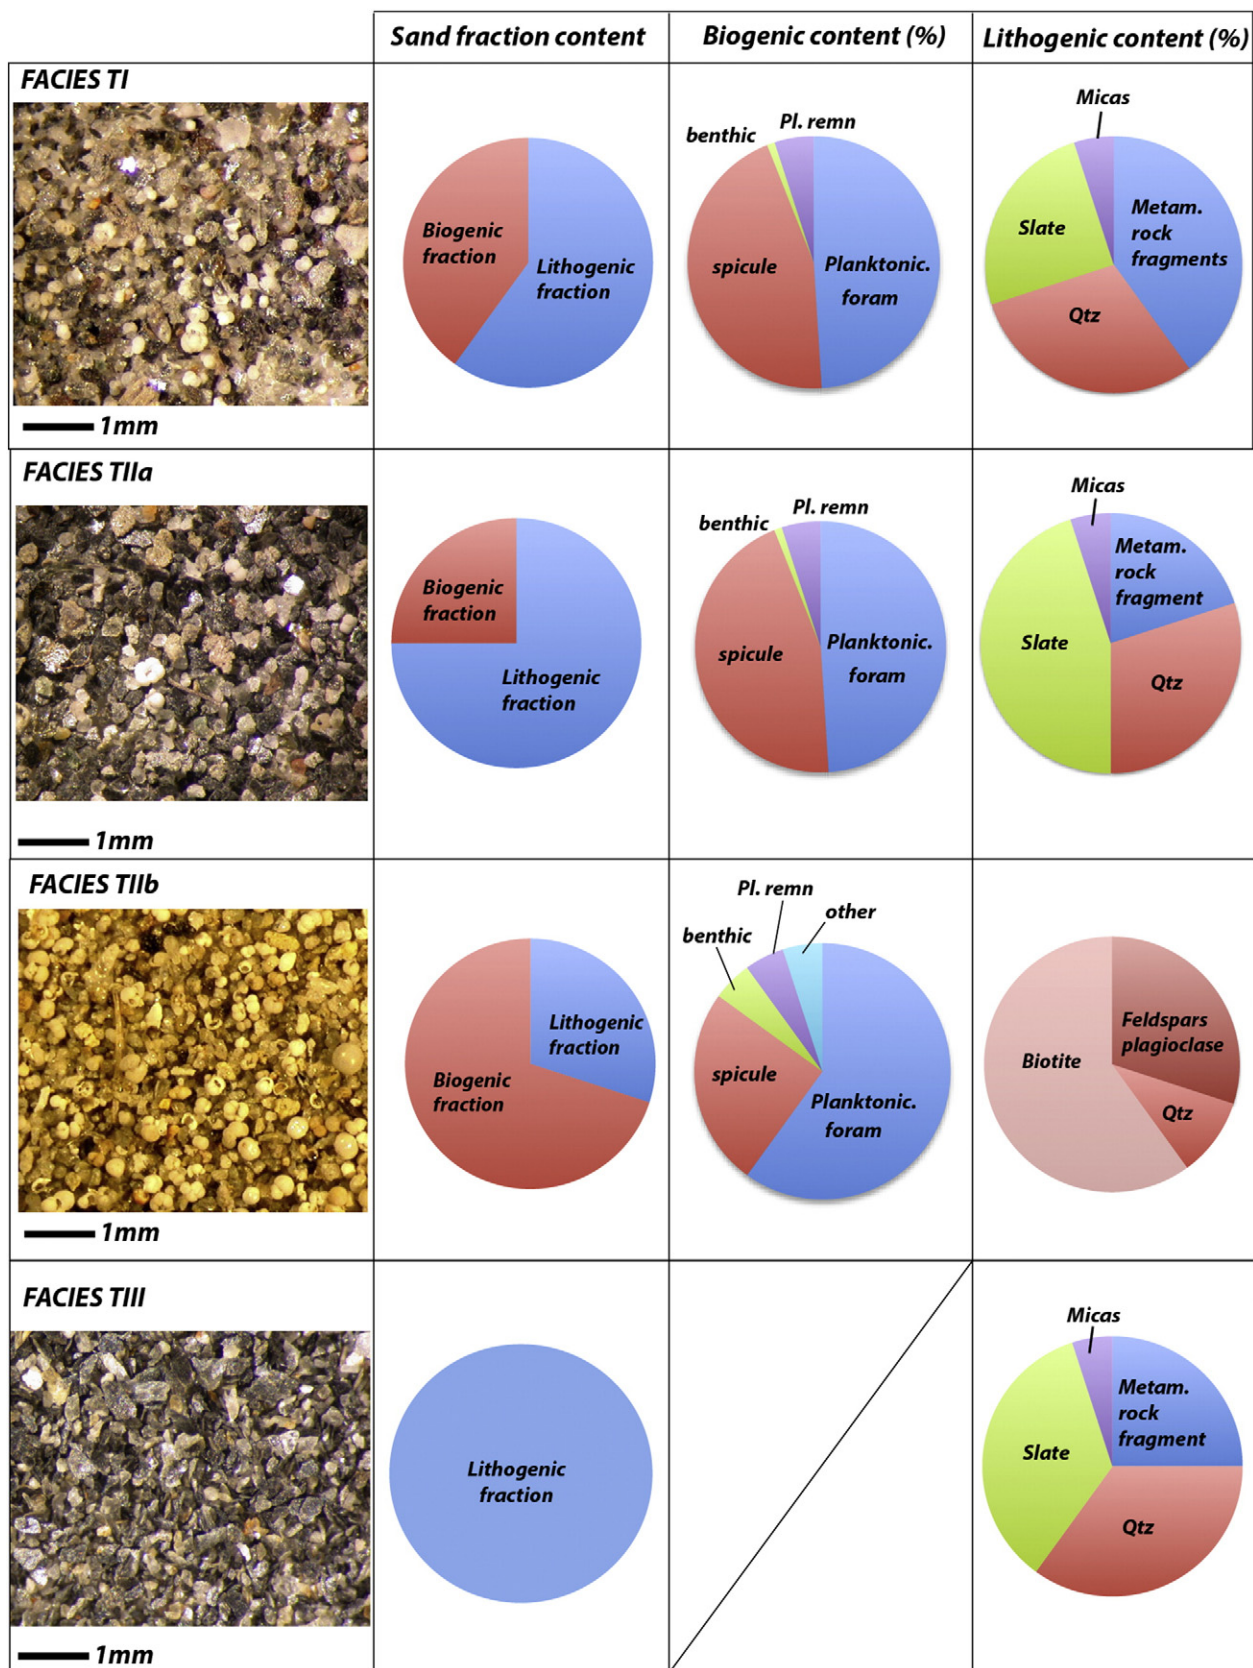 Sand fraction content
Biogenic content (%)
Lithogenic content (%)
FACIES TI
1mm
Biogenic
fraction
Lithogenic
fraction
benthic
Pl. remn
spicule
Planktonic.
foram
Micas
Slate
Metam.
rock
fragments
Qtz
FACIES TIIa
1mm
Biogenic
fraction
Lithogenic
fraction
benthic
Pl. remn
spicule
Planktonic.
foram
Micas
Metam.
rock
fragment
Slate
Qtz
FACIES TIIb
1mm
Lithogenic
fraction
Biogenic
fraction
benthic
Pl. remn
other
spicule
Planktonic.
foram
Biotite
Feldspars
plagioclase
Qtz
FACIES TIII
1mm
Lithogenic
fraction
Micas
Metam.
rock
fragment
Slate
Qtz